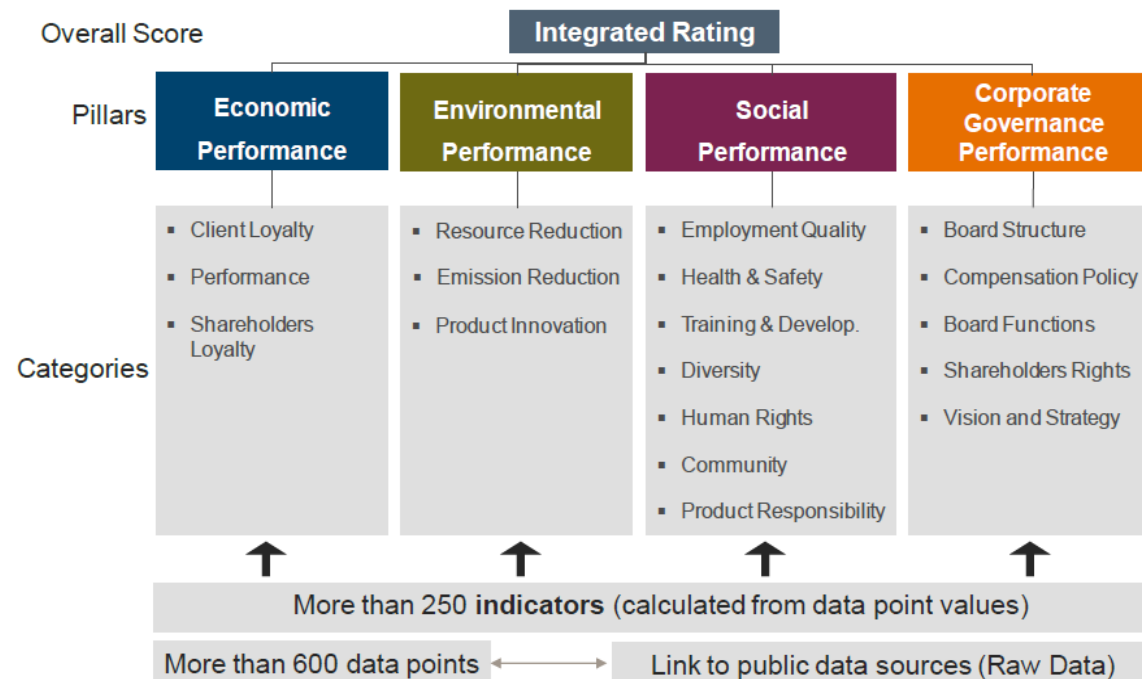 Overall Score
Integrated Rating
Pillars
Economic
Performance
Environmental
Performance
Social
Performance
Corporate
Governance
Performance
Categories
▪ Client Loyalty
▪ Performance
▪ Shareholders
Loyalty
▪ Resource Reduction
▪ Emission Reduction
▪ Product Innovation
▪ Employment Quality
▪ Health & Safety
▪ Training & Develop.
▪ Diversity
▪ Human Rights
▪ Community
▪ Product Responsibility
▪ Board Structure
▪ Compensation Policy
▪ Board Functions
▪ Shareholders Rights
▪ Vision and Strategy
More than 250 indicators (calculated from data point values)
More than 600 data points
Link to public data sources (Raw Data)